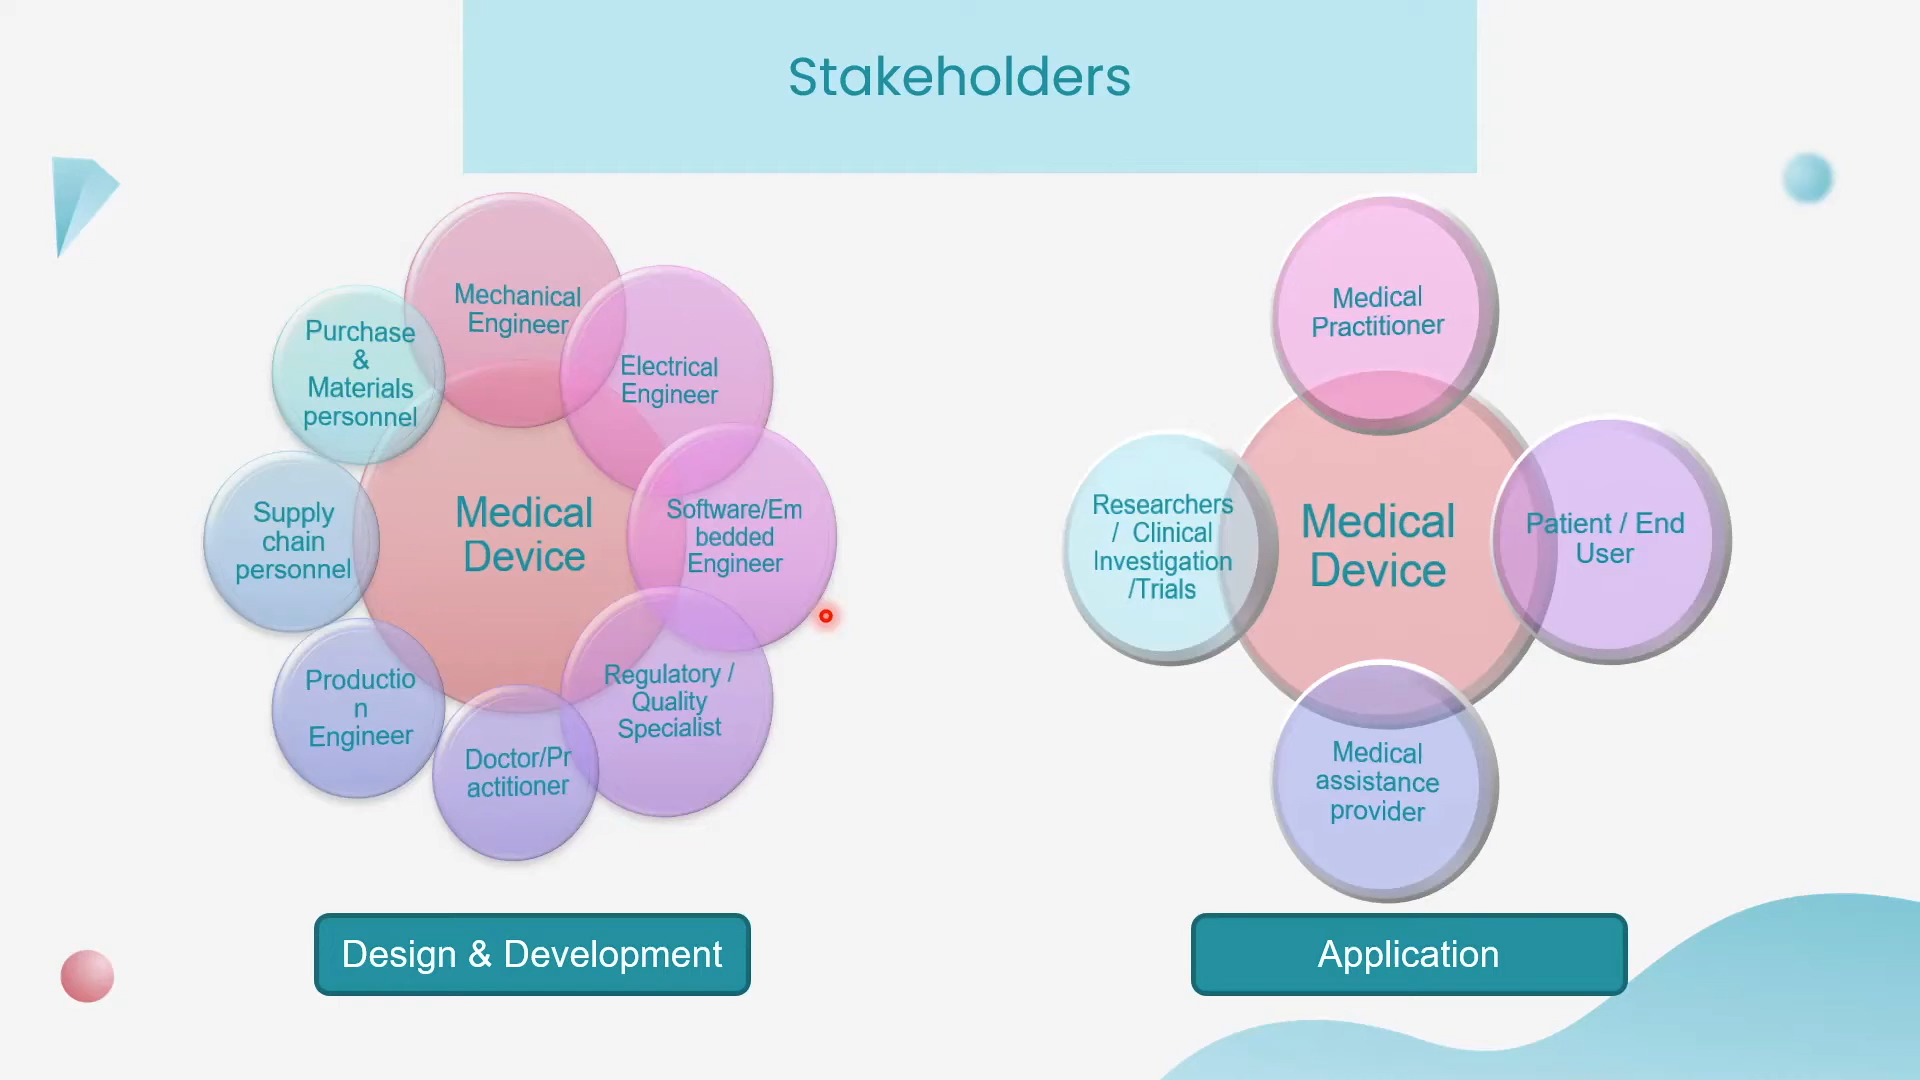 Stakeholders
Mechanical
Engineer
Electrical
Engineer
Software/Em
bedded
Engineer
Regulatory /
Quality
Specialist
Doctor/Pr
actitioner
Productio
n
Engineer
Supply
chain
personnel
Purchase
&
Materials
personnel
Medical
Device
Design & Development
Medical
Practitioner
Patient / End
User
Medical
assistance
provider
Researchers
/ Clinical
Investigation
/Trials
Medical
Device
Application